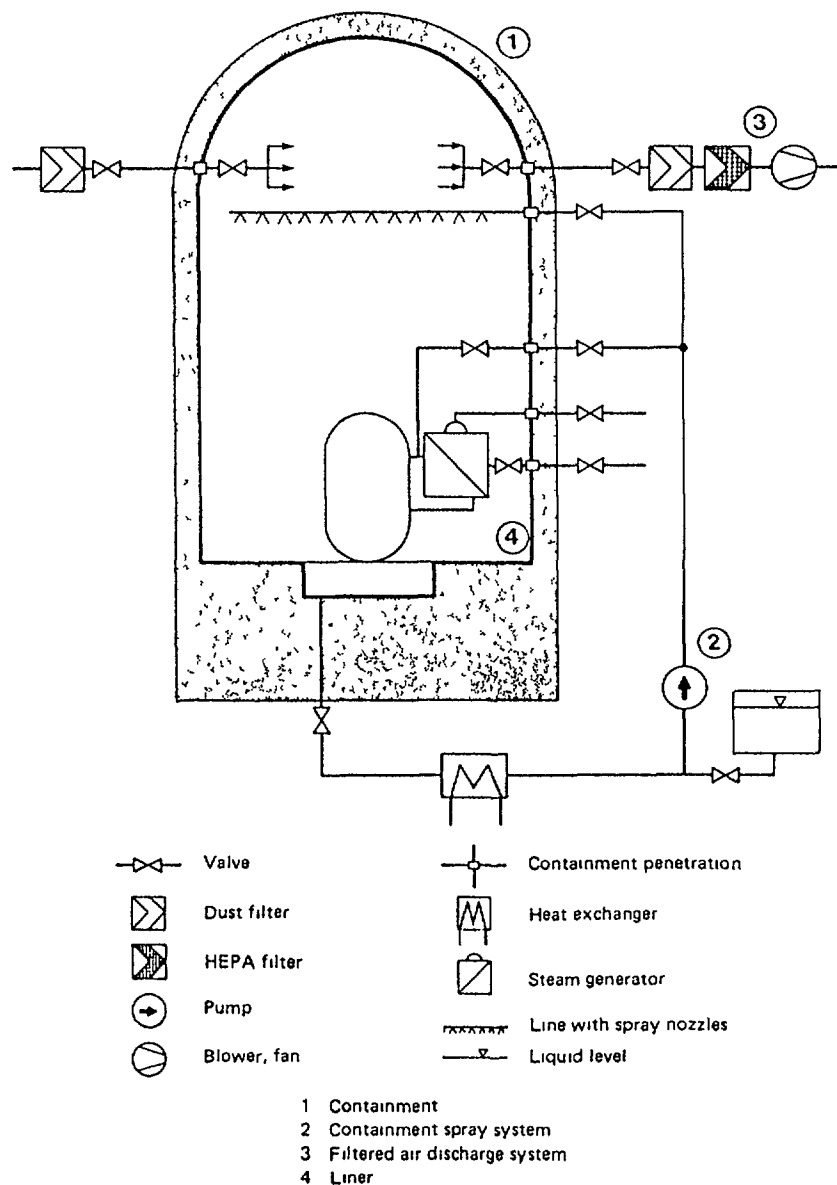 1
3
4
2
Valve
Containment penetration
Dust filter
Heat exchanger
HEPA filter
Steam generator
Pump
Line with spray nozzles
Blower, fan
Liquid level
1 Containment
2 Containment spray system
3 Filtered air discharge system
4 Liner